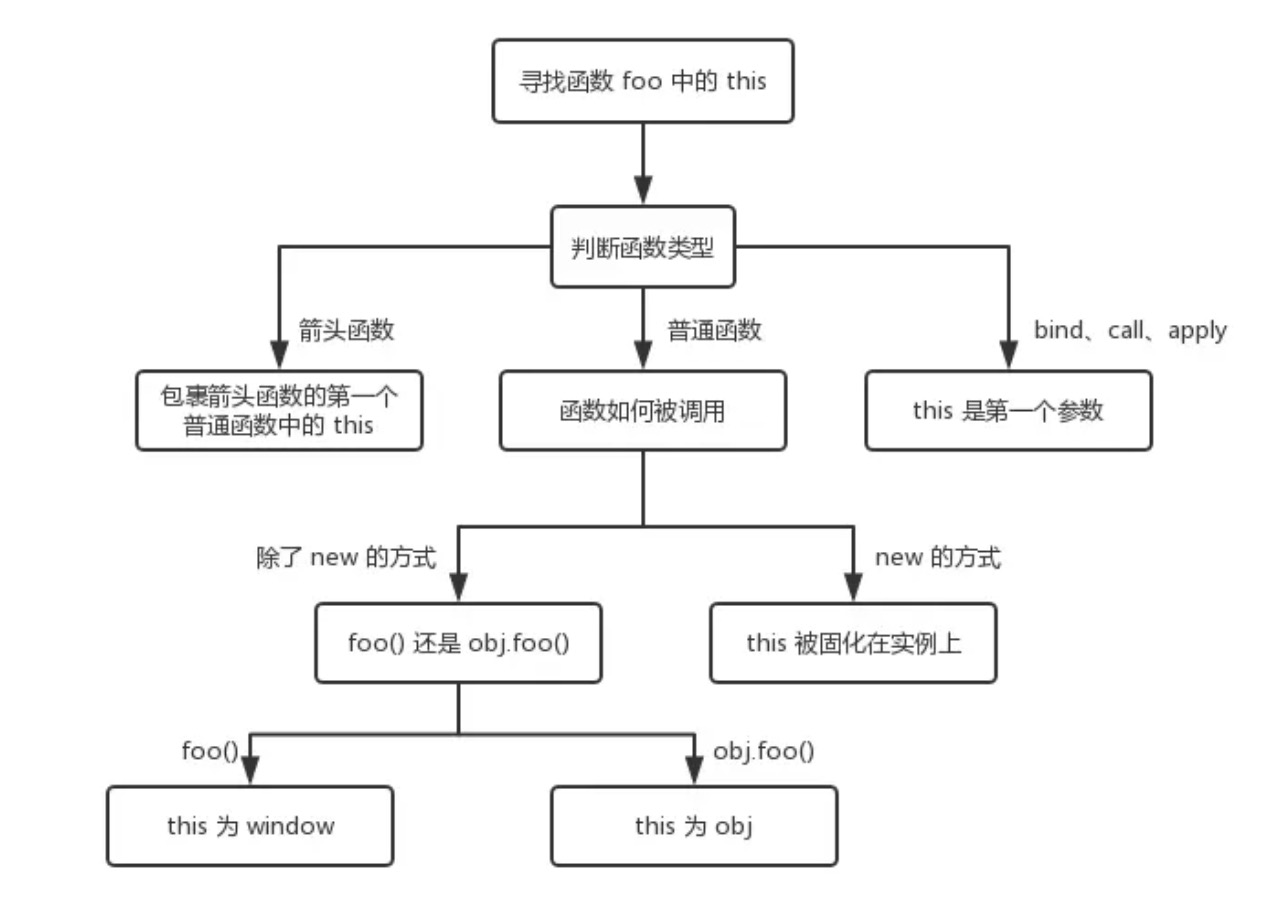 寻找函数 foo 中的 this
判断函数类型
箭头函数
普通函数
bind、call、apply
包裹箭头函数的第一个
普通函数中的 this
函数如何被调用
this 是第一个参数
除了 new 的方式
new 的方式
foo() 还是 obj.foo()
this 被固化在实例上
foo()
obj.foo()
this 为 window
this 为 obj